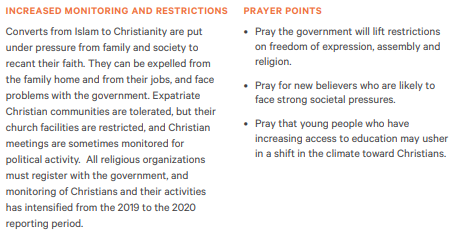 INCREASED MONITORING AND RESTRICTIONS
Converts from Islam to Christianity are put
under pressure from family and society to
recant their faith. They can be expelled from
the family home and from their jobs, and face
problems with the government. Expatriate
Christian communities are tolerated, but their
church facilities are restricted, and Christian
meetings are sometimes monitored for
political activity.  All religious organizations
must register with the government, and
monitoring of Christians and their activities
has intensified from the 2019 to the 2020
reporting period.
PRAYER POINTS
• Pray the government will lift restrictions
on freedom of expression, assembly and
religion.
• Pray for new believers who are likely to
face strong societal pressures.
• Pray that young people who have
increasing access to education may usher
in a shift in the climate toward Christians.